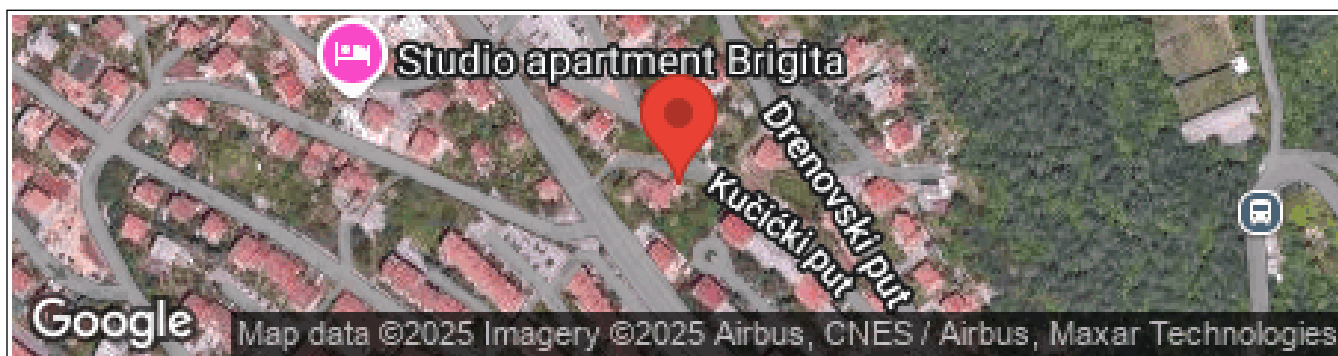 Studio apartment Brigita
Drenovski put
Kučićki put
Google
Map data ©2025 Imagery ©2025 Airbus, CNES / Airbus, Maxar Technologies